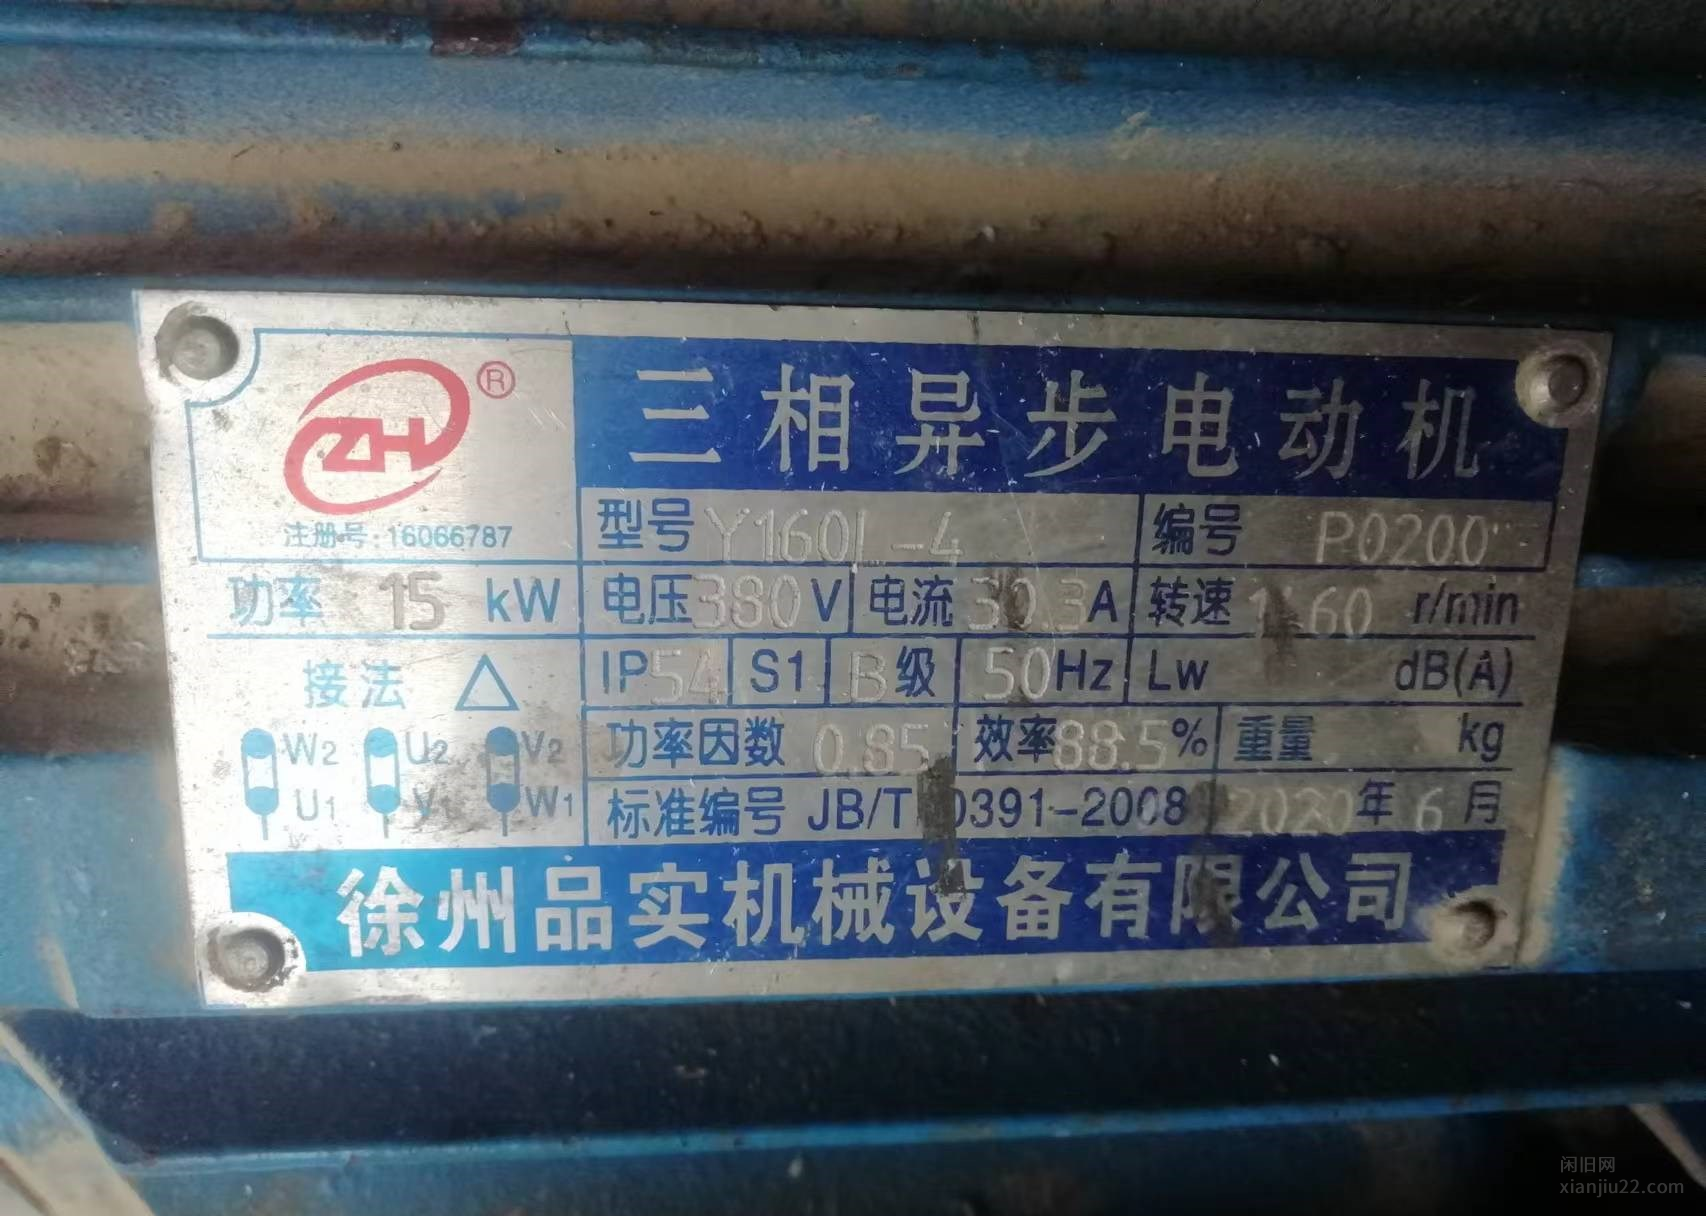 ZH ®
注册号:16066787
三相异步电动机
型号 Y160L-4 编号 P0200
功率 15 kW 电压 380 V 电流 30.3 A 转速 r/min
接法 △ IP54 S1 B级 50Hz Lw dB(A)
W2 U2 V2
U1 V1 W1
功率因数 0.85 效率 88.5% 重量 kg
标准编号 JB/T 0391-2008 2020年 6月
徐州品实机械设备有限公司
闲旧网
xianjiu22.com